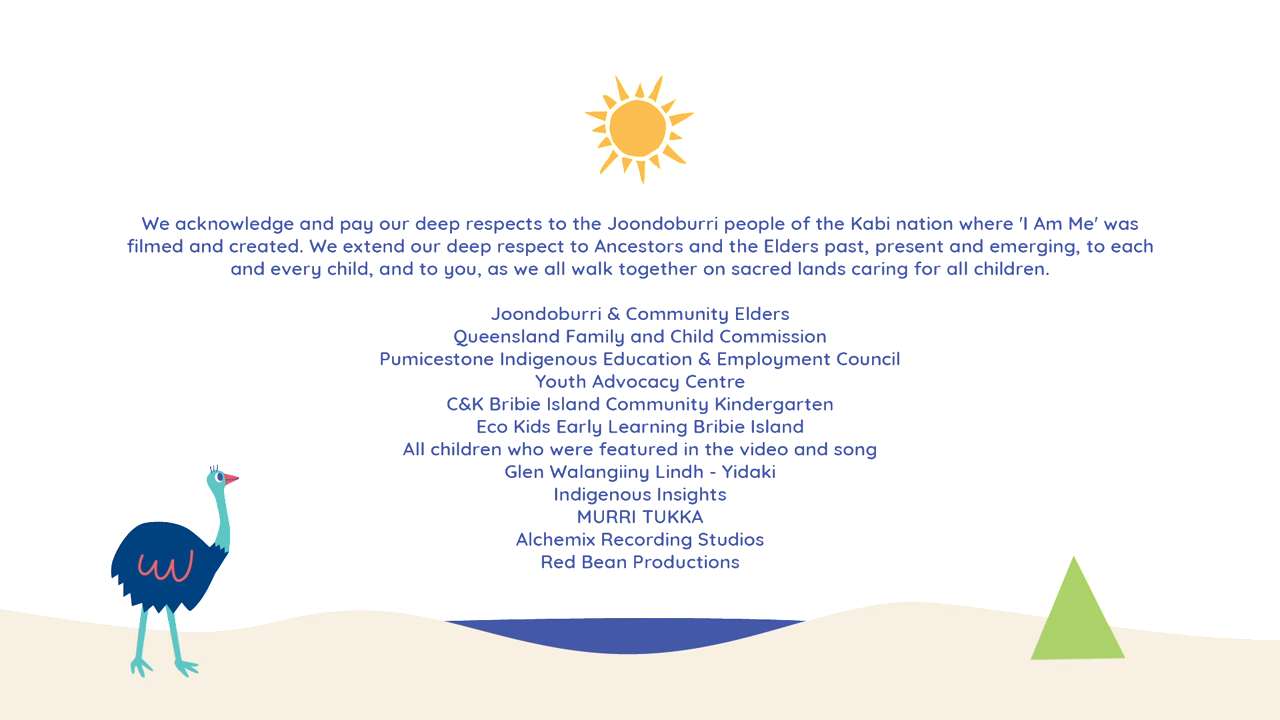 We acknowledge and pay our deep respects to the Joondoburri people of the Kabi nation where 'I Am Me' was
filmed and created. We extend our deep respect to Ancestors and the Elders past, present and emerging, to each
and every child, and to you, as we all walk together on sacred lands caring for all children.
Joondoburri & Community Elders
Queensland Family and Child Commission
Pumicestone Indigenous Education & Employment Council
Youth Advocacy Centre
C&K Bribie Island Community Kindergarten
Eco Kids Early Learning Bribie Island
All children who were featured in the video and song
Glen Walangiiny Lindh - Yidaki
Indigenous Insights
MURRI TUKKA
Alchemix Recording Studios
Red Bean Productions